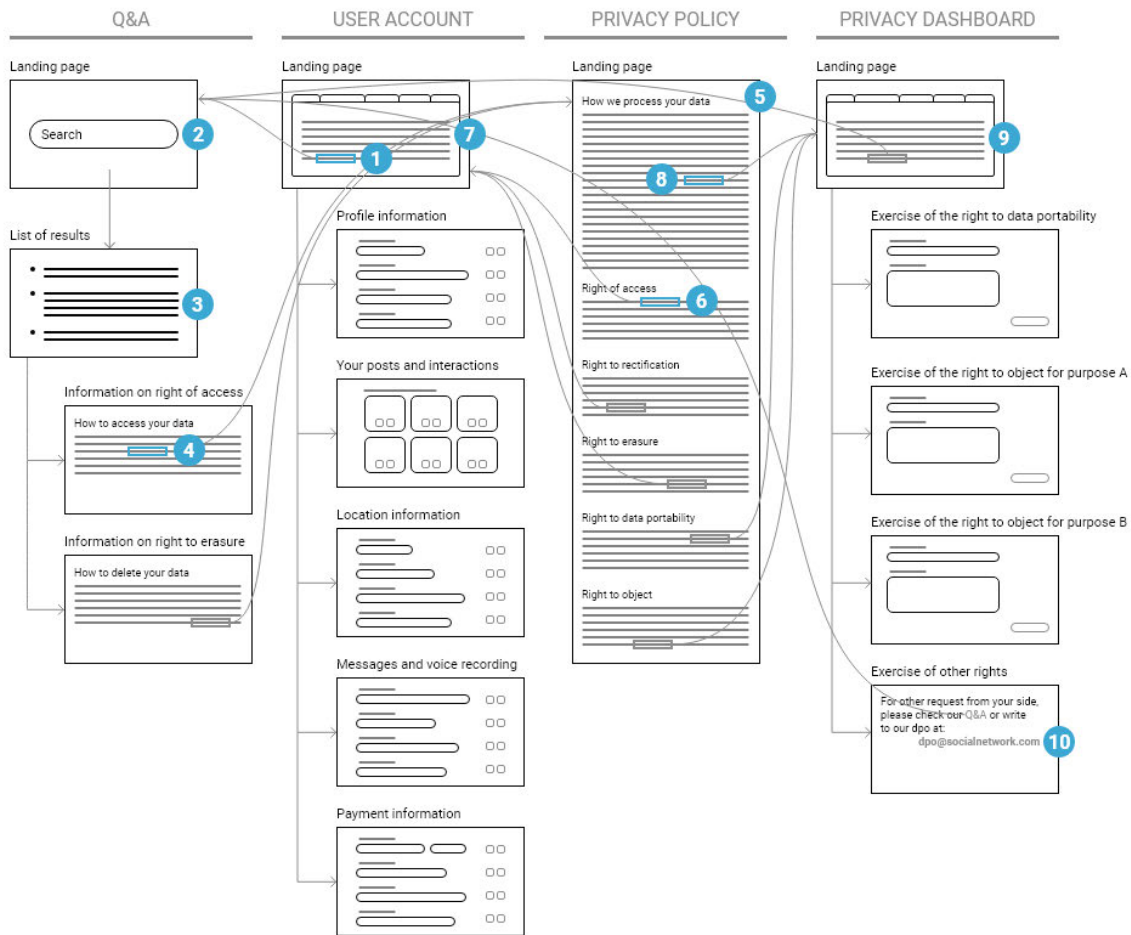 Q&A
USER ACCOUNT
PRIVACY POLICY
PRIVACY DASHBOARD
Landing page
Search
2
List of results
3
Information on right of access
How to access your data
4
Information on right to erasure
How to delete your data
Landing page
7
1
Profile information
Your posts and interactions
Location information
Messages and voice recording
Payment information
Landing page
How we process your data
5
8
Right of access
6
Right to rectification
Right to erasure
Right to data portability
Right to object
Landing page
9
Exercise of the right to data portability
Exercise of the right to object for purpose A
Exercise of the right to object for purpose B
Exercise of other rights
For other request from your side,
please check our Q&A or write
to our dpo at:
dpo@socialnetwork.com
10